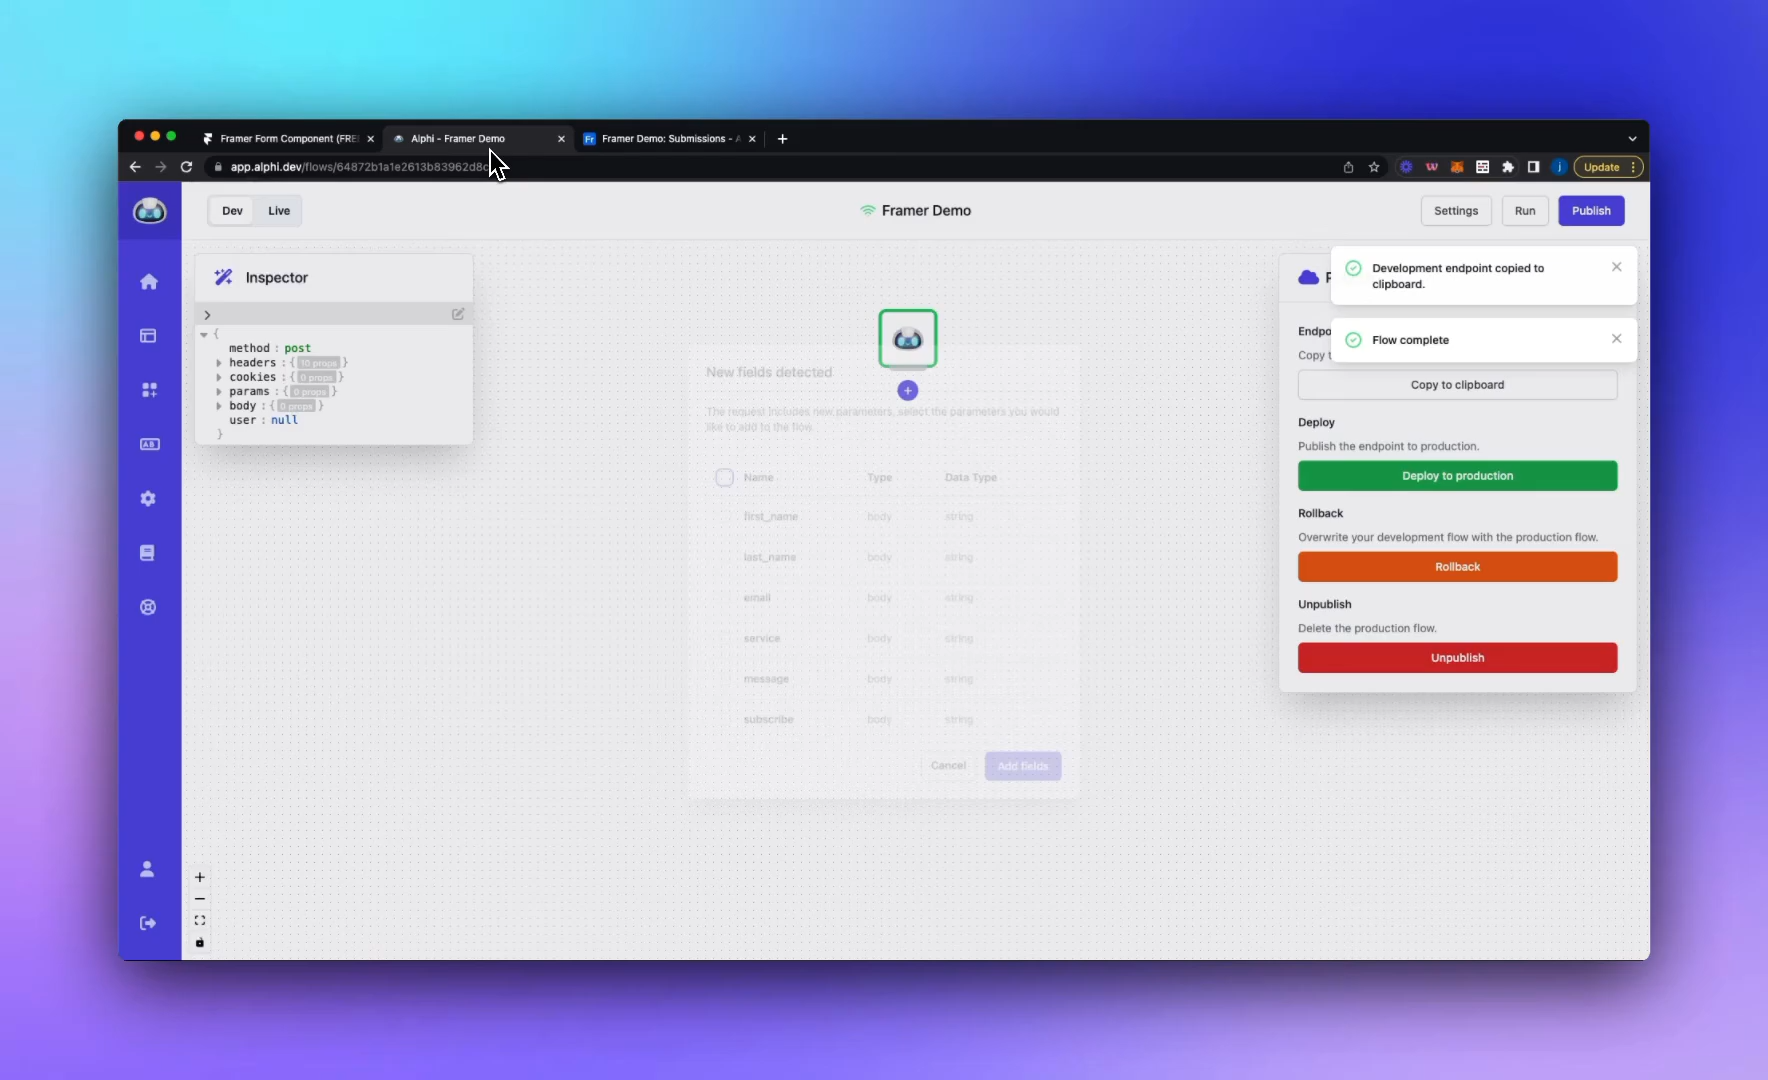 Framer Form Component (FREE
Alphi - Framer Demo
Framer Demo: Submissions - A
app.alphi.dev/flows/64872b1a1e2613b83962d8c
Update
Dev
Live
Framer Demo
Settings
Run
Publish
Inspector
{
method : post
headers : { 10 props }
cookies : { 0 props }
params : { 0 props }
body : { 0 props }
user : null
}
New fields detected
The request includes new parameters, select the parameters you would
like to add to the flow.
Name Type Data Type
first_name body string
last_name body string
email body string
service body string
message body string
subscribe body string
Cancel
Add fields
Development endpoint copied to
clipboard.
Flow complete
Endpo
Copy t
Copy to clipboard
Deploy
Publish the endpoint to production.
Deploy to production
Rollback
Overwrite your development flow with the production flow.
Rollback
Unpublish
Delete the production flow.
Unpublish